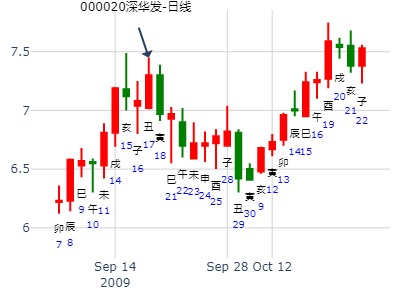 000020深华发-日线
7.5
7
6.5
6
卯
7
辰
8
巳
9
午
10
未
11
戌
14
亥
15
子
16
丑
17
寅
18
巳
21
午
22
未
23
申
24
酉
25
子
28
丑
29
寅
30
亥
9
寅
12
卯
13
辰
14
巳
15
午
16
酉
19
戌
20
亥
21
子
22
Sep 14
2009
Sep 28
Oct 12